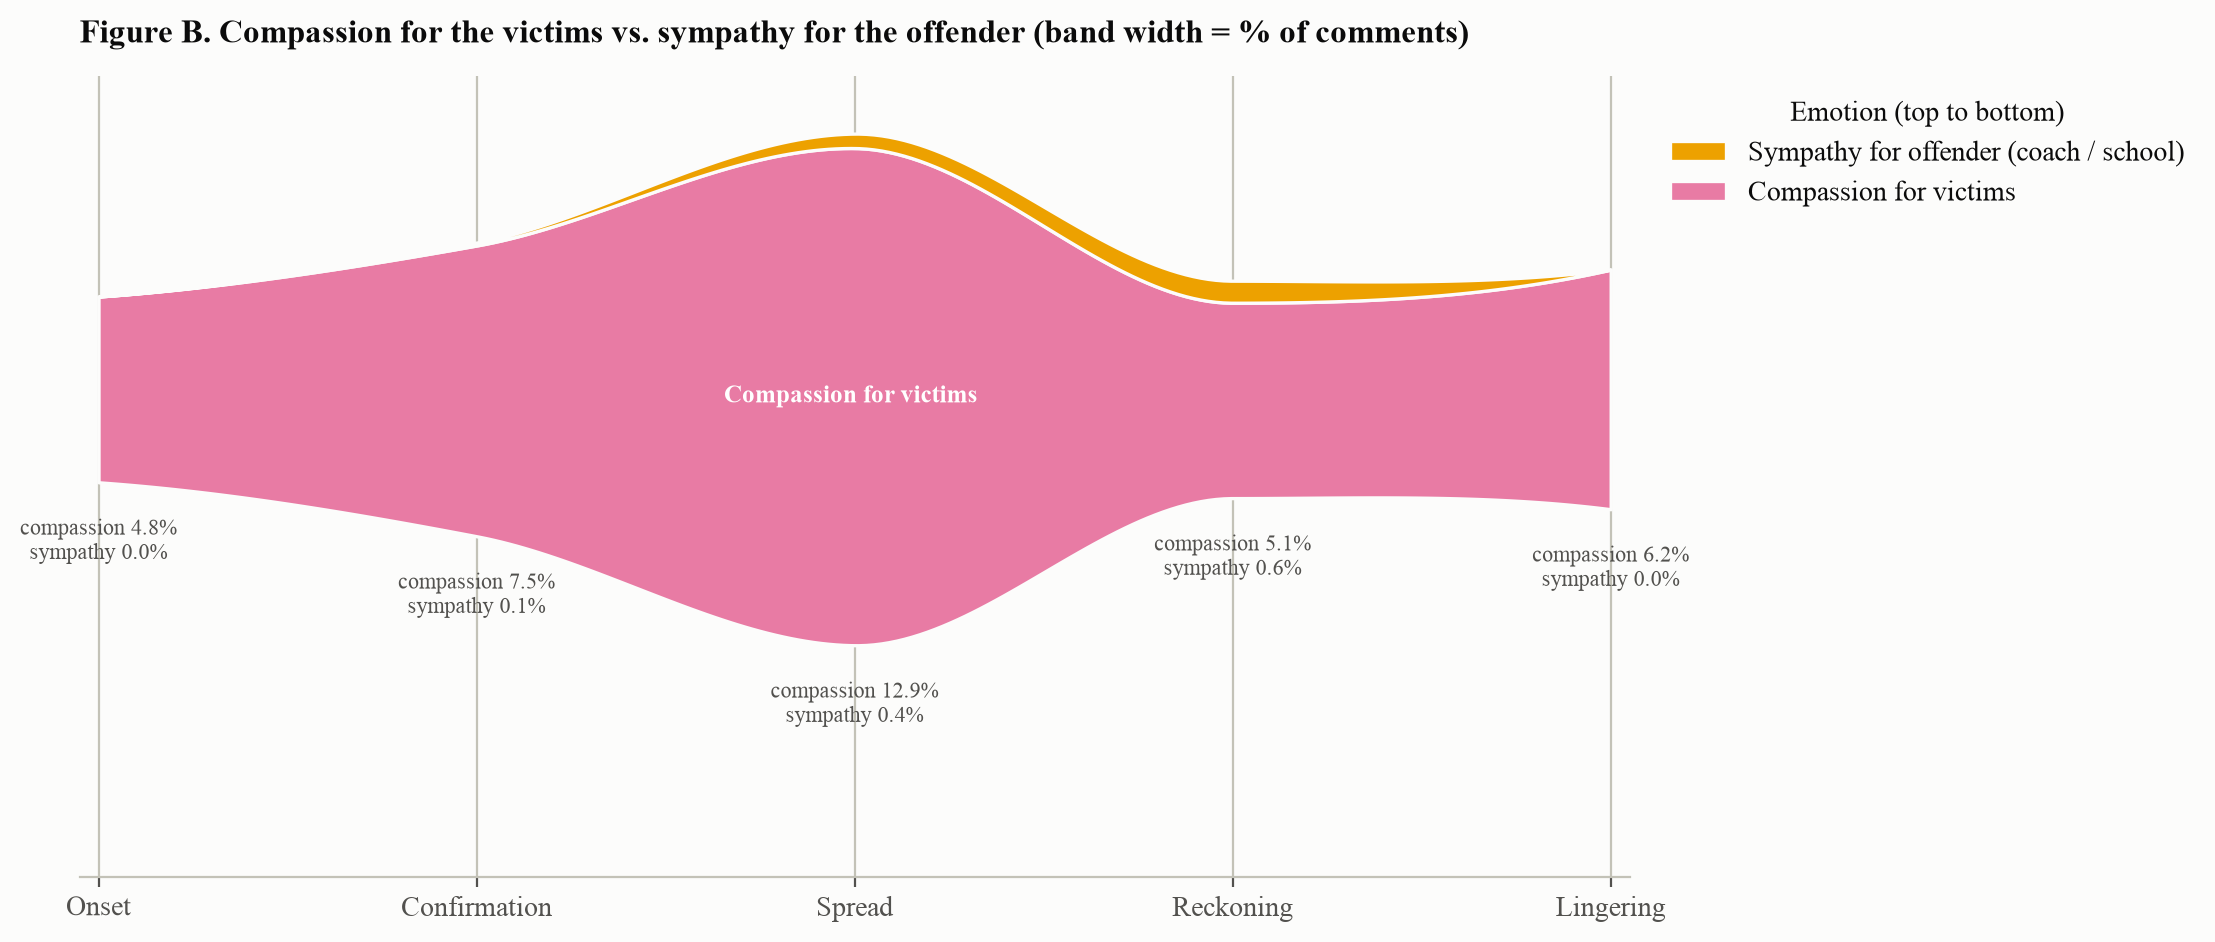 Figure B. Compassion for the victims vs. sympathy for the offender (band width = % of comments)
Emotion (top to bottom)
Sympathy for offender (coach / school)
Compassion for victims
Compassion for victims
compassion 4.8%
sympathy 0.0%
compassion 7.5%
sympathy 0.1%
compassion 12.9%
sympathy 0.4%
compassion 5.1%
sympathy 0.6%
compassion 6.2%
sympathy 0.0%
Onset
Confirmation
Spread
Reckoning
Lingering